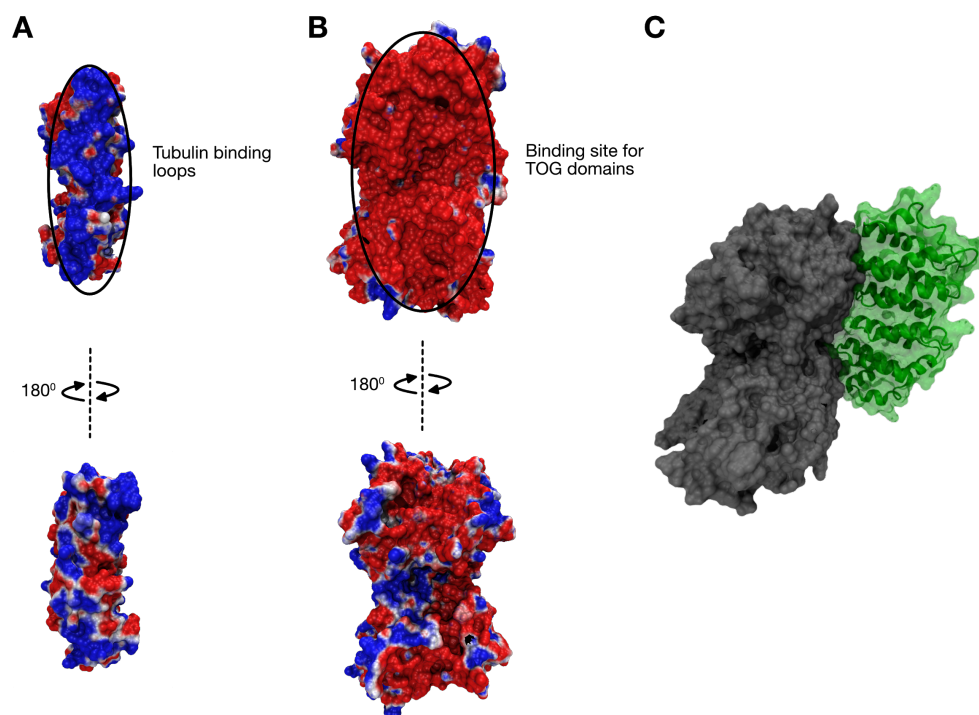 A
B
C
Tubulin binding
loops
Binding site for
TOG domains
180⁰
180⁰